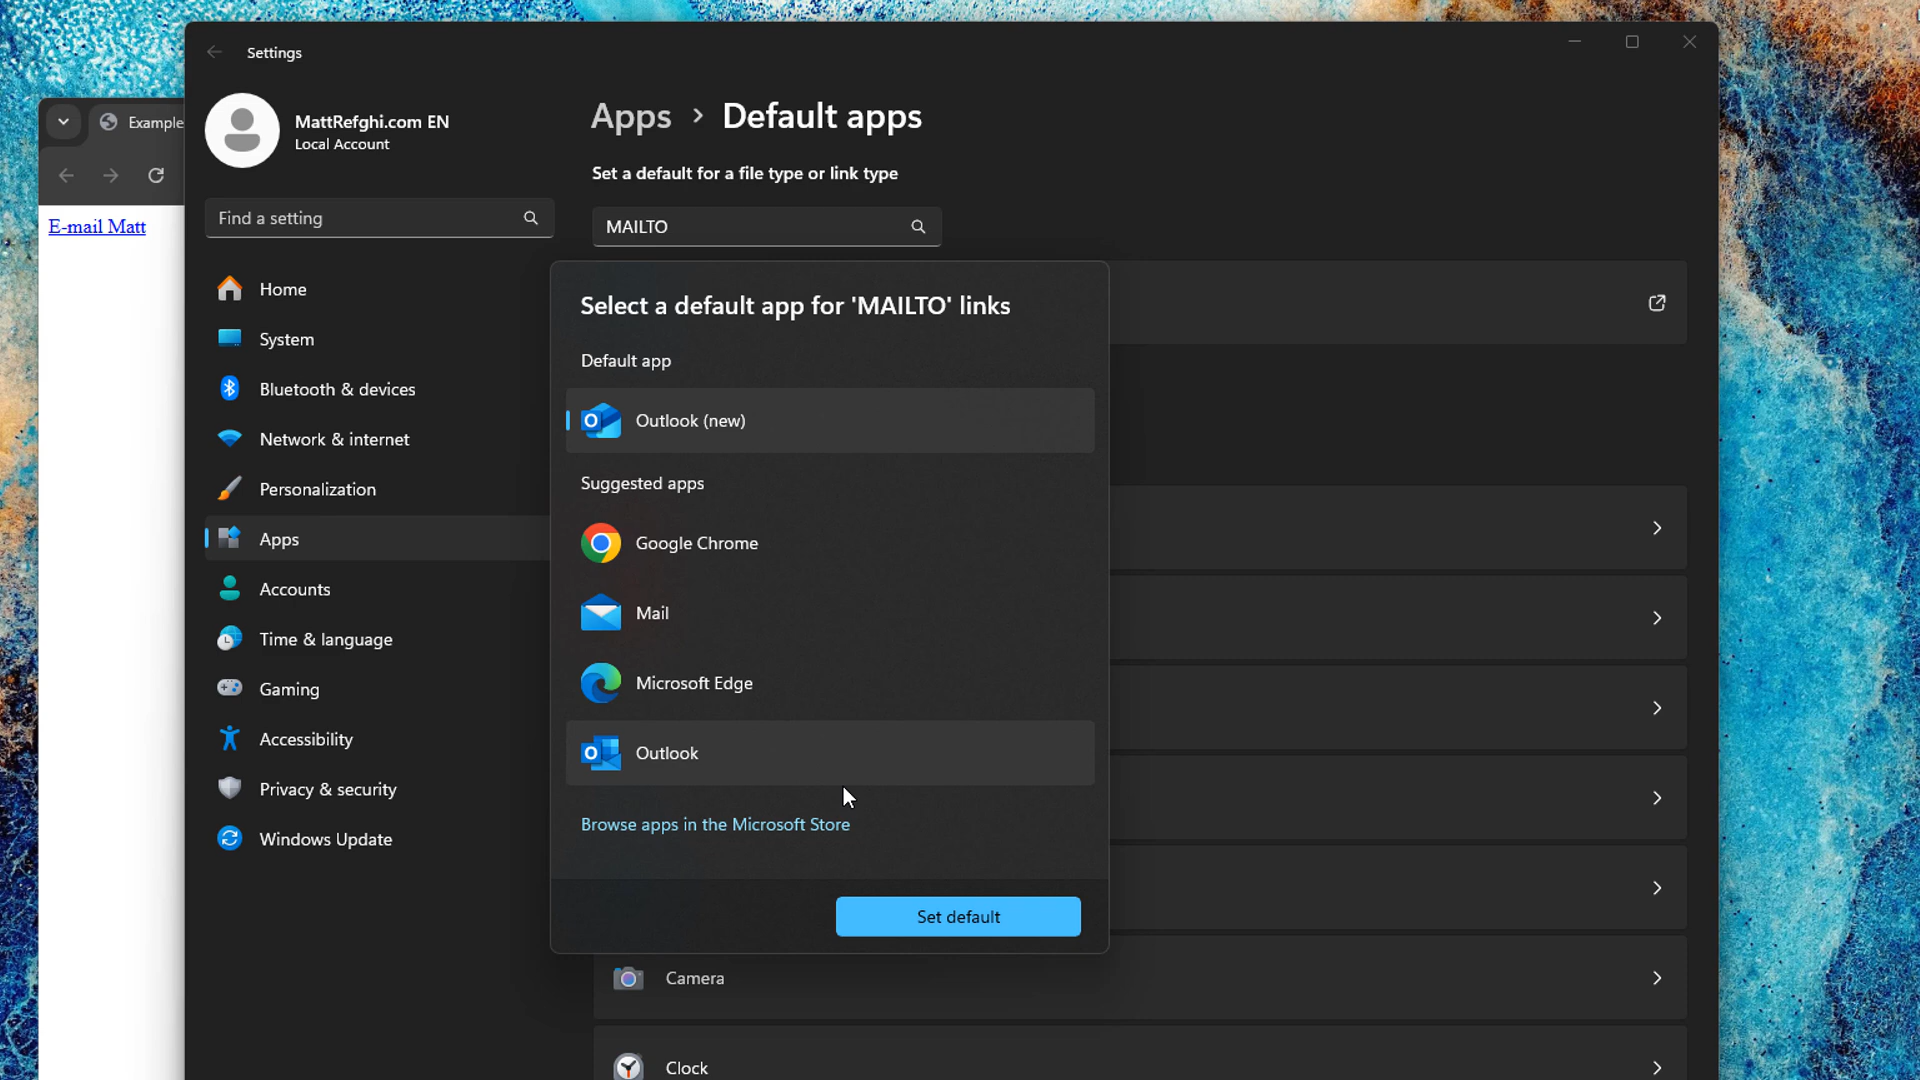 Settings
Example
MattRefghi.com EN
Local Account
Find a setting
E-mail Matt
Home
System
Bluetooth & devices
Network & internet
Personalization
Apps
Accounts
Time & language
Gaming
Accessibility
Privacy & security
Windows Update
Apps > Default apps
Set a default for a file type or link type
MAILTO
Select a default app for 'MAILTO' links
Default app
Outlook (new)
Suggested apps
Google Chrome
Mail
Microsoft Edge
Outlook
Browse apps in the Microsoft Store
Set default
Camera
Clock